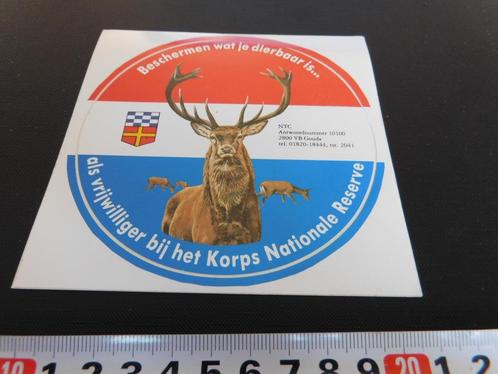 Beschermen wat je dierbaar is...
NTC
Antwoordnummer 10100
2800 VB Gouda
tel. 01820-18444, tst. 2041
als vrijwilliger bij het Korps Nationale Reserve
10 1 2 3 4 5 6 7 8 9 20 1 2